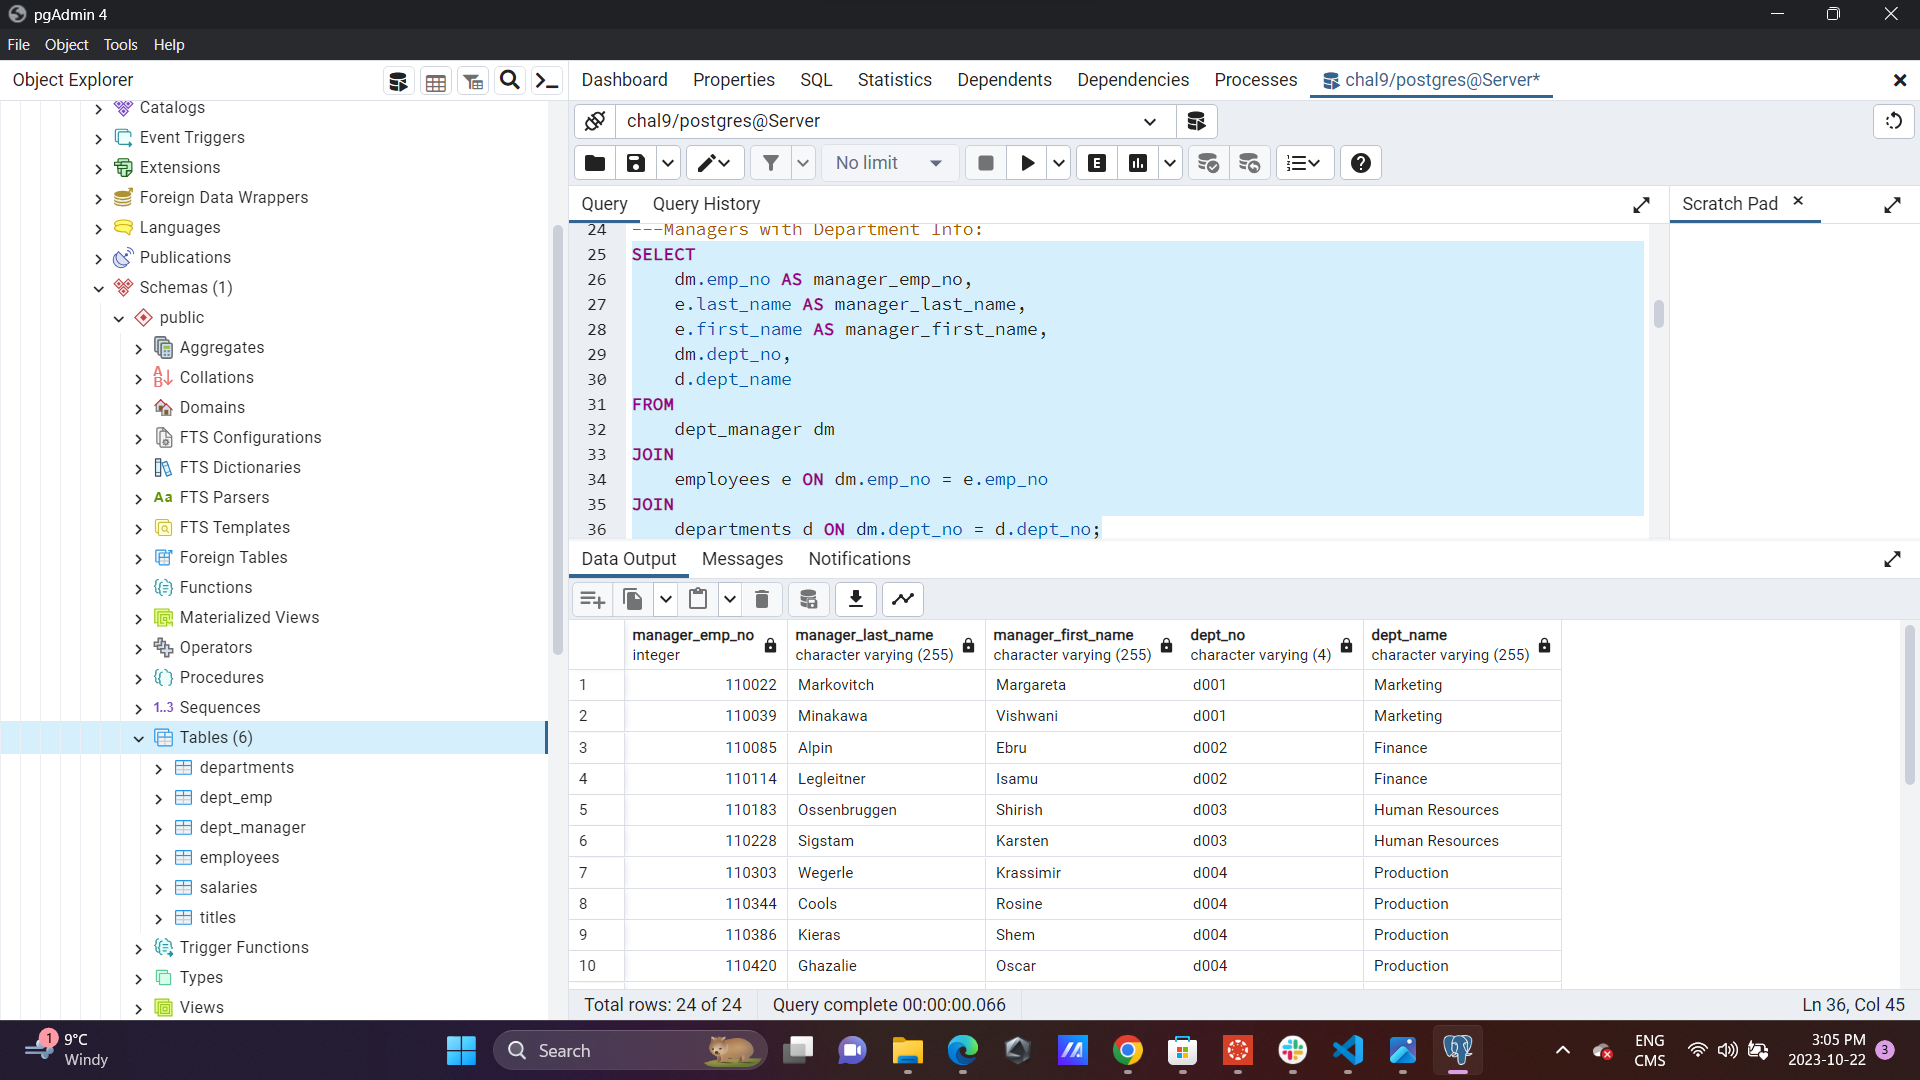 pgAdmin 4
File Object Tools Help
Object Explorer
Dashboard Properties SQL Statistics Dependents Dependencies Processes chal9/postgres@Server*
Catalogs
Event Triggers
Extensions
Foreign Data Wrappers
Languages
Publications
Schemas (1)
public
Aggregates
Collations
Domains
FTS Configurations
FTS Dictionaries
Aa FTS Parsers
FTS Templates
Foreign Tables
Functions
Materialized Views
Operators
Procedures
1..3 Sequences
Tables (6)
departments
dept_emp
dept_manager
employees
salaries
titles
Trigger Functions
Types
Views
chal9/postgres@Server
No limit
E
Query Query History
Scratch Pad
24 ---Managers with Department Info:
25 SELECT
26 dm.emp_no AS manager_emp_no,
27 e.last_name AS manager_last_name,
28 e.first_name AS manager_first_name,
29 dm.dept_no,
30 d.dept_name
31 FROM
32 dept_manager dm
33 JOIN
34 employees e ON dm.emp_no = e.emp_no
35 JOIN
36 departments d ON dm.dept_no = d.dept_no;
Data Output Messages Notifications
manager_emp_no manager_last_name manager_first_name dept_no dept_name
integer character varying (255) character varying (255) character varying (4) character varying (255)
1 110022 Markovitch Margareta d001 Marketing
2 110039 Minakawa Vishwani d001 Marketing
3 110085 Alpin Ebru d002 Finance
4 110114 Legleitner Isamu d002 Finance
5 110183 Ossenbruggen Shirish d003 Human Resources
6 110228 Sigstam Karsten d003 Human Resources
7 110303 Wegerle Krassimir d004 Production
8 110344 Cools Rosine d004 Production
9 110386 Kieras Shem d004 Production
10 110420 Ghazalie Oscar d004 Production
Total rows: 24 of 24 Query complete 00:00:00.066 Ln 36, Col 45
1
9°C
Windy
Search
ENG
CMS
3:05 PM
2023-10-22
3